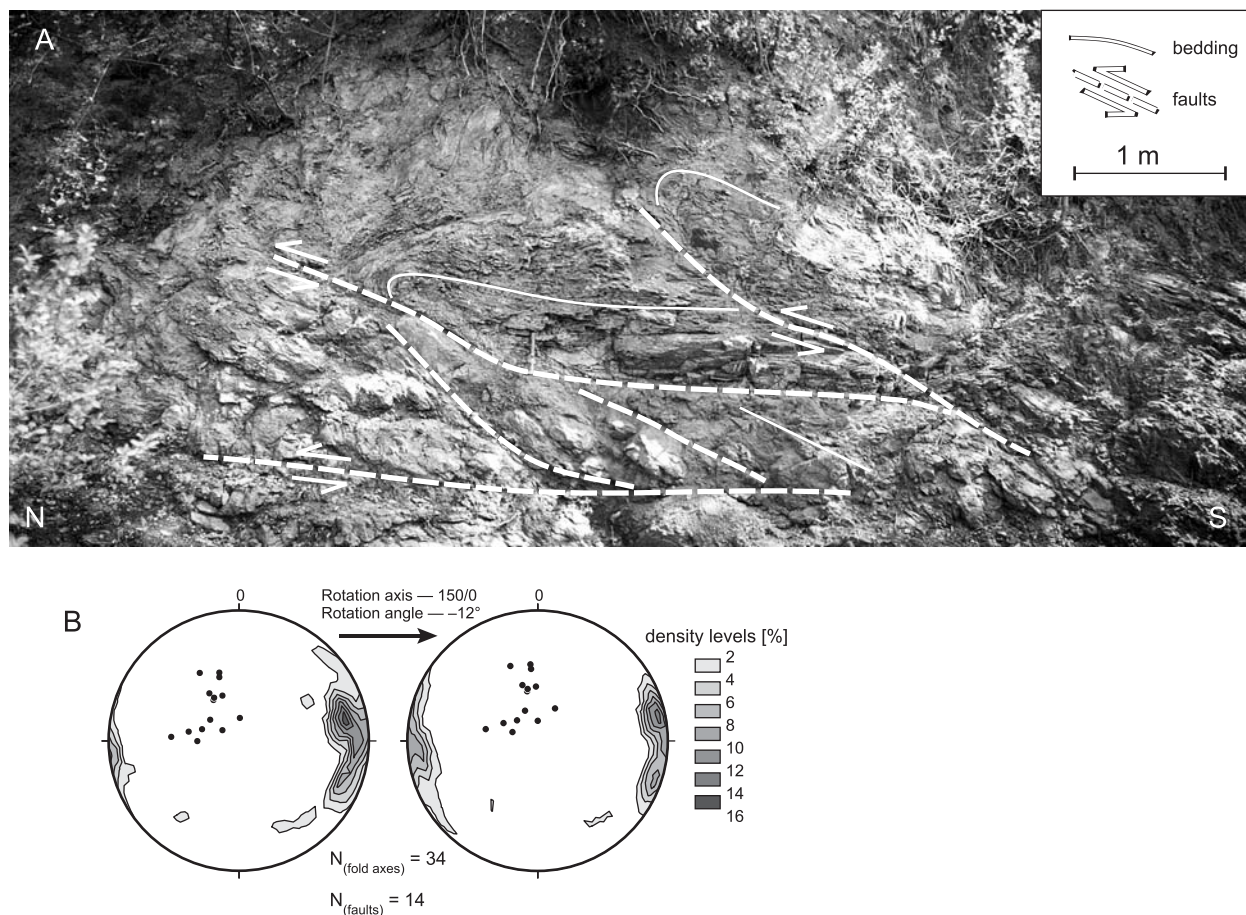 A
bedding
faults
1 m
N
S
B
0
Rotation axis — 150/0
Rotation angle — –12°
0
density levels [%]
2
4
6
8
10
12
14
16
N(fold axes) = 34
N(faults) = 14